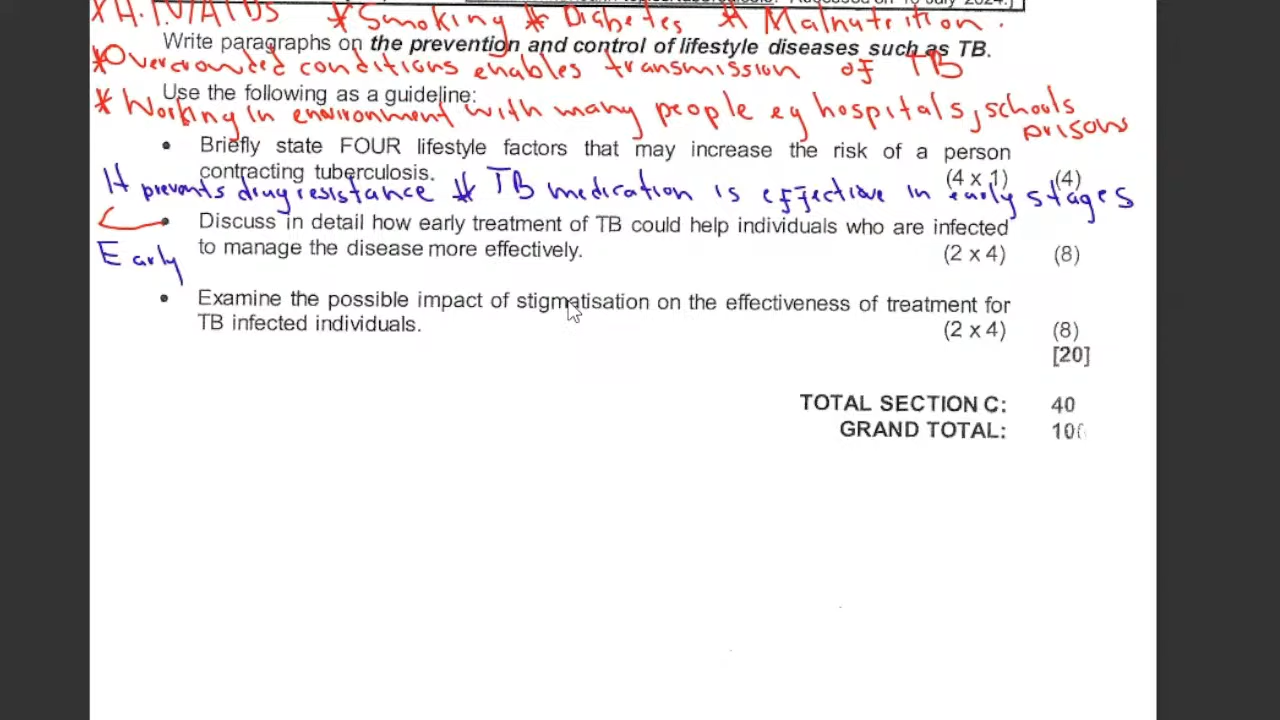 * H.I.V/AIDS * Smoking * Diabetes * Malnutrition.
Write paragraphs on the prevention and control of lifestyle diseases such as TB.
*Overcrowded conditions enables transmission of TB
Use the following as a guideline:
* Working in environment with many people eg hospitals, schools
prisons
• Briefly state FOUR lifestyle factors that may increase the risk of a person
contracting tuberculosis. (4 x 1) (4)
It prevents drug resistance * TB medication is effective in early stages
• Discuss in detail how early treatment of TB could help individuals who are infected
to manage the disease more effectively. (2 x 4) (8)
Early
• Examine the possible impact of stigmatisation on the effectiveness of treatment for
TB infected individuals. (2 x 4) (8)
[20]
TOTAL SECTION C: 40
GRAND TOTAL: